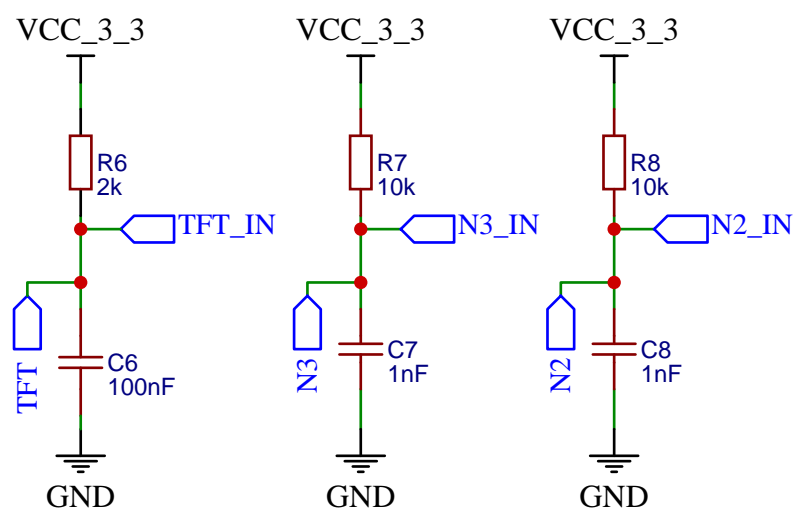 VCC_3_3
VCC_3_3
VCC_3_3
R6
2k
R7
10k
R8
10k
TFT_IN
N3_IN
N2_IN
TFT
N3
N2
C6
100nF
C7
1nF
C8
1nF
GND
GND
GND